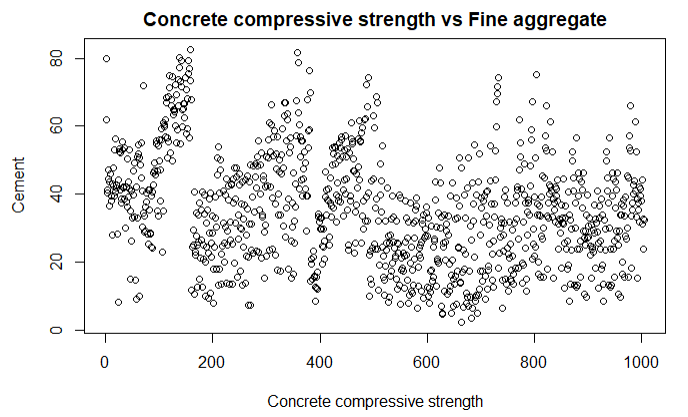 Concrete compressive strength vs Fine aggregate
80
60
40
20
0
Cement
0 200 400 600 800 1000
Concrete compressive strength